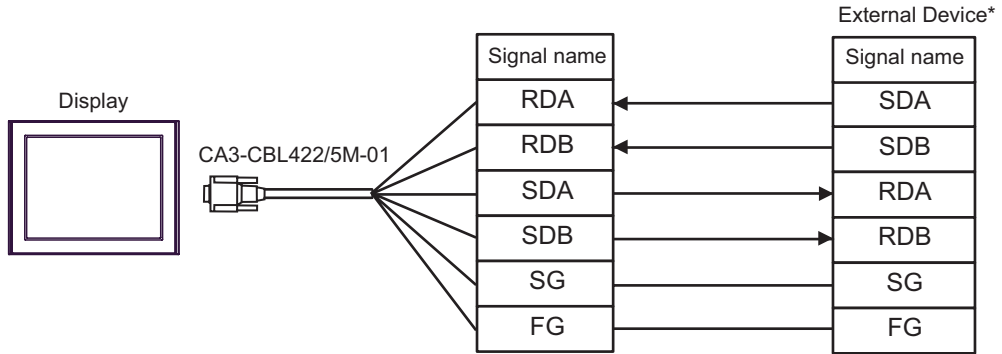 External Device*
Signal name
Signal name
Display
RDA
SDA
RDB
SDB
CA3-CBL422/5M-01
SDA
RDA
SDB
RDB
SG
SG
FG
FG